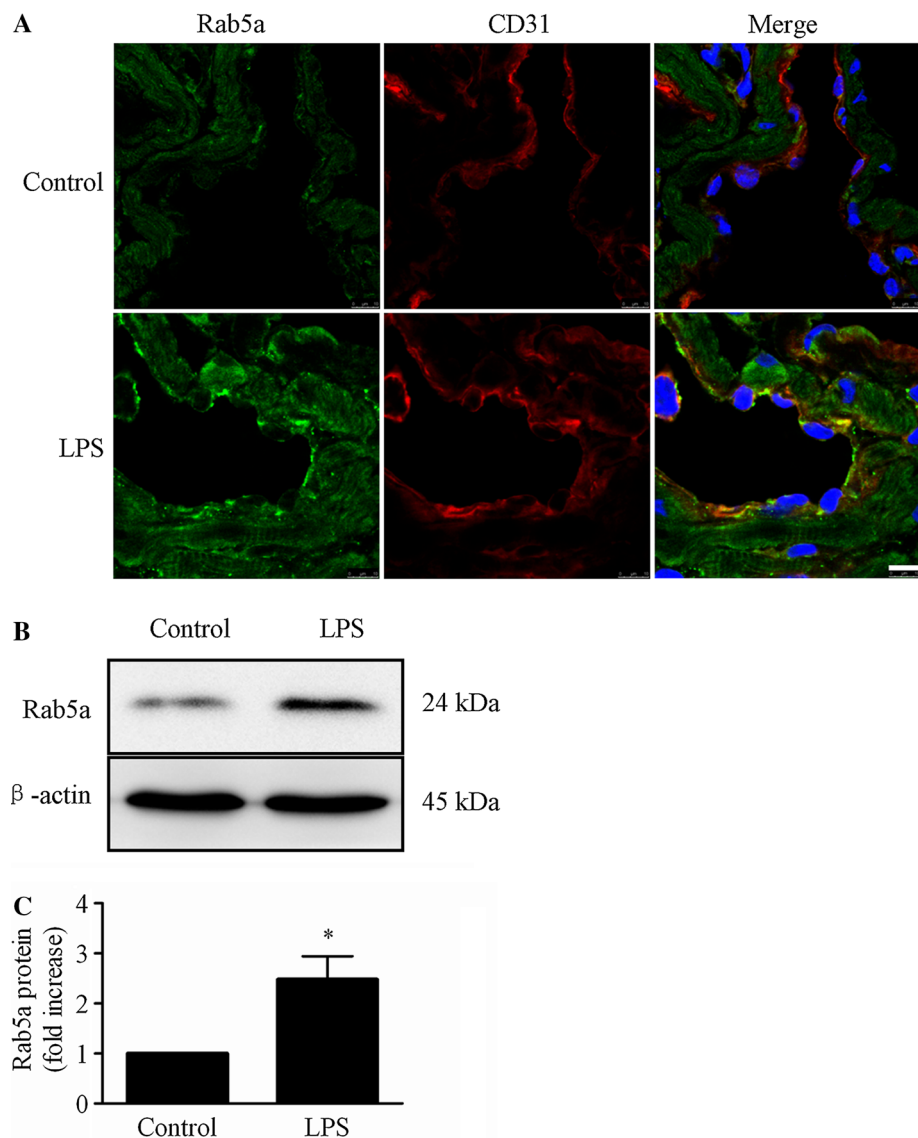 A
Rab5a
CD31
Merge
Control
LPS
B
Control
LPS
Rab5a
24 kDa
β-actin
45 kDa
C
Rab5a protein
(fold increase)
4
3
2
1
0
*
Control
LPS